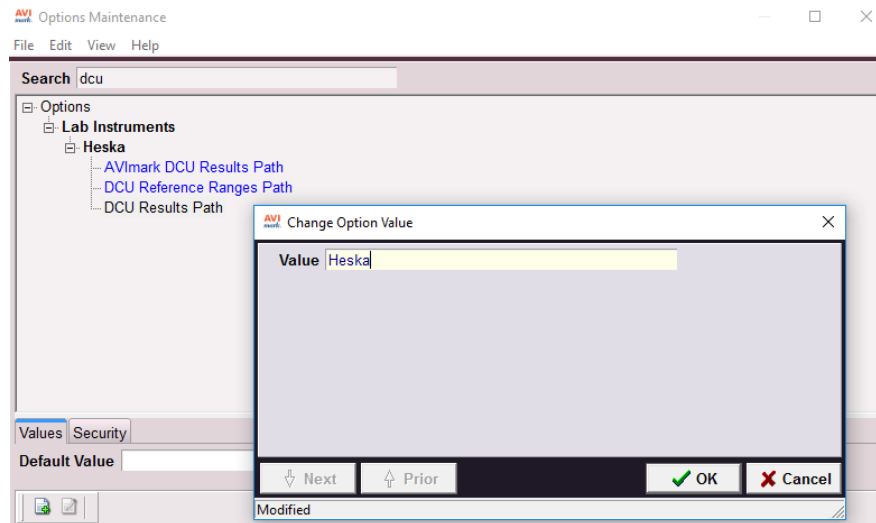 AVI mark. Options Maintenance
File Edit View Help
Search dcu
Options
Lab Instruments
Heska
AVImark DCU Results Path
DCU Reference Ranges Path
DCU Results Path
AVI mark. Change Option Value
Value Heska
Values Security
Default Value
Next Prior OK Cancel
Modified